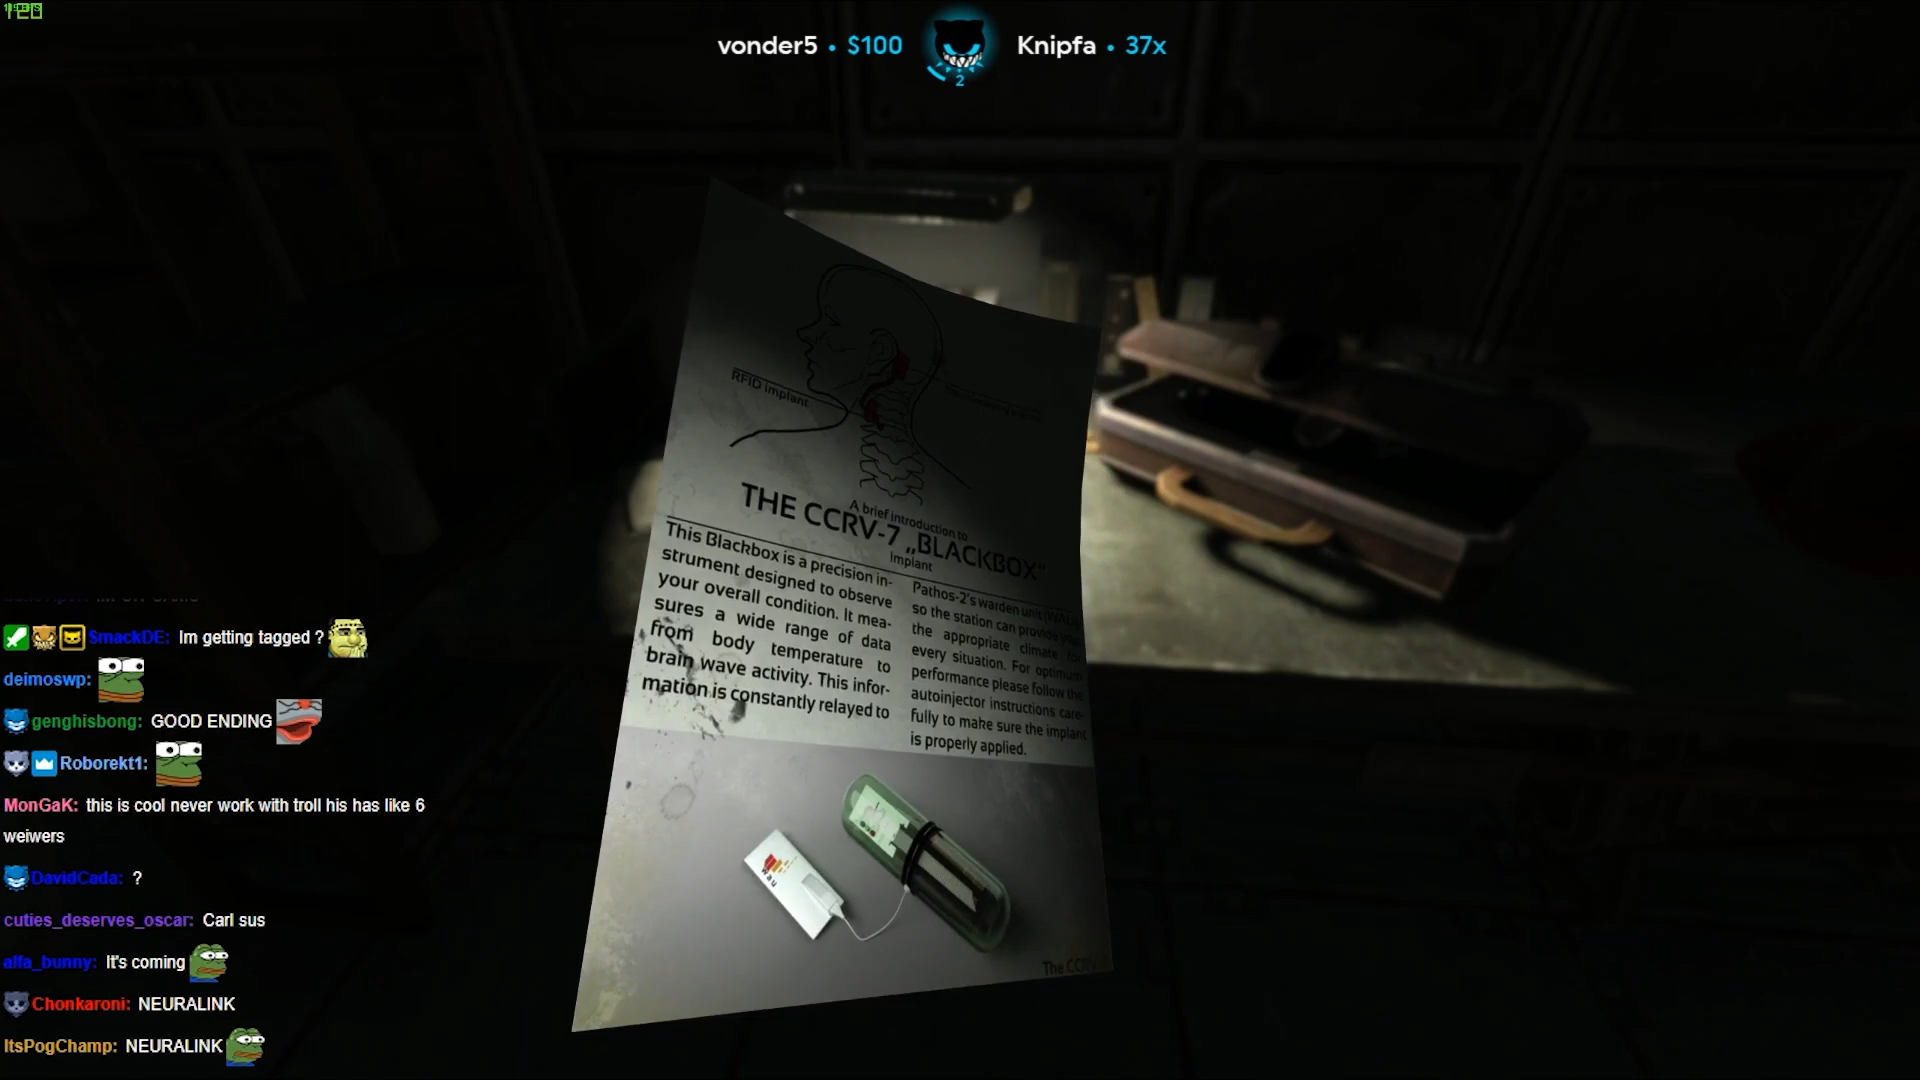 120
vonder5 • $100
2
Knipfa • 37x
RFID implant
A brief introduction to
THE CCRV-7 „BLACKBOX“
Implant
This Blackbox is a precision in-
strument designed to observe
your overall condition. It mea-
sures a wide range of data
from body temperature to
brain wave activity. This infor-
mation is constantly relayed to
Pathos-2's warden unit
so the station can provide
the appropriate climate for
every situation. For optimum
performance please follow the
autoinjector instructions care-
fully to make sure the implant
is properly applied.
wau
The CCRV
SmackDE: Im getting tagged ?
deimoswp:
genghisbong: GOOD ENDING
Roborekt1:
MonGaK: this is cool never work with troll his has like 6
weiwers
DavidCada: ?
cuties_deserves_oscar: Carl sus
alfa_bunny: It's coming
Chonkaroni: NEURALINK
ItsPogChamp: NEURALINK